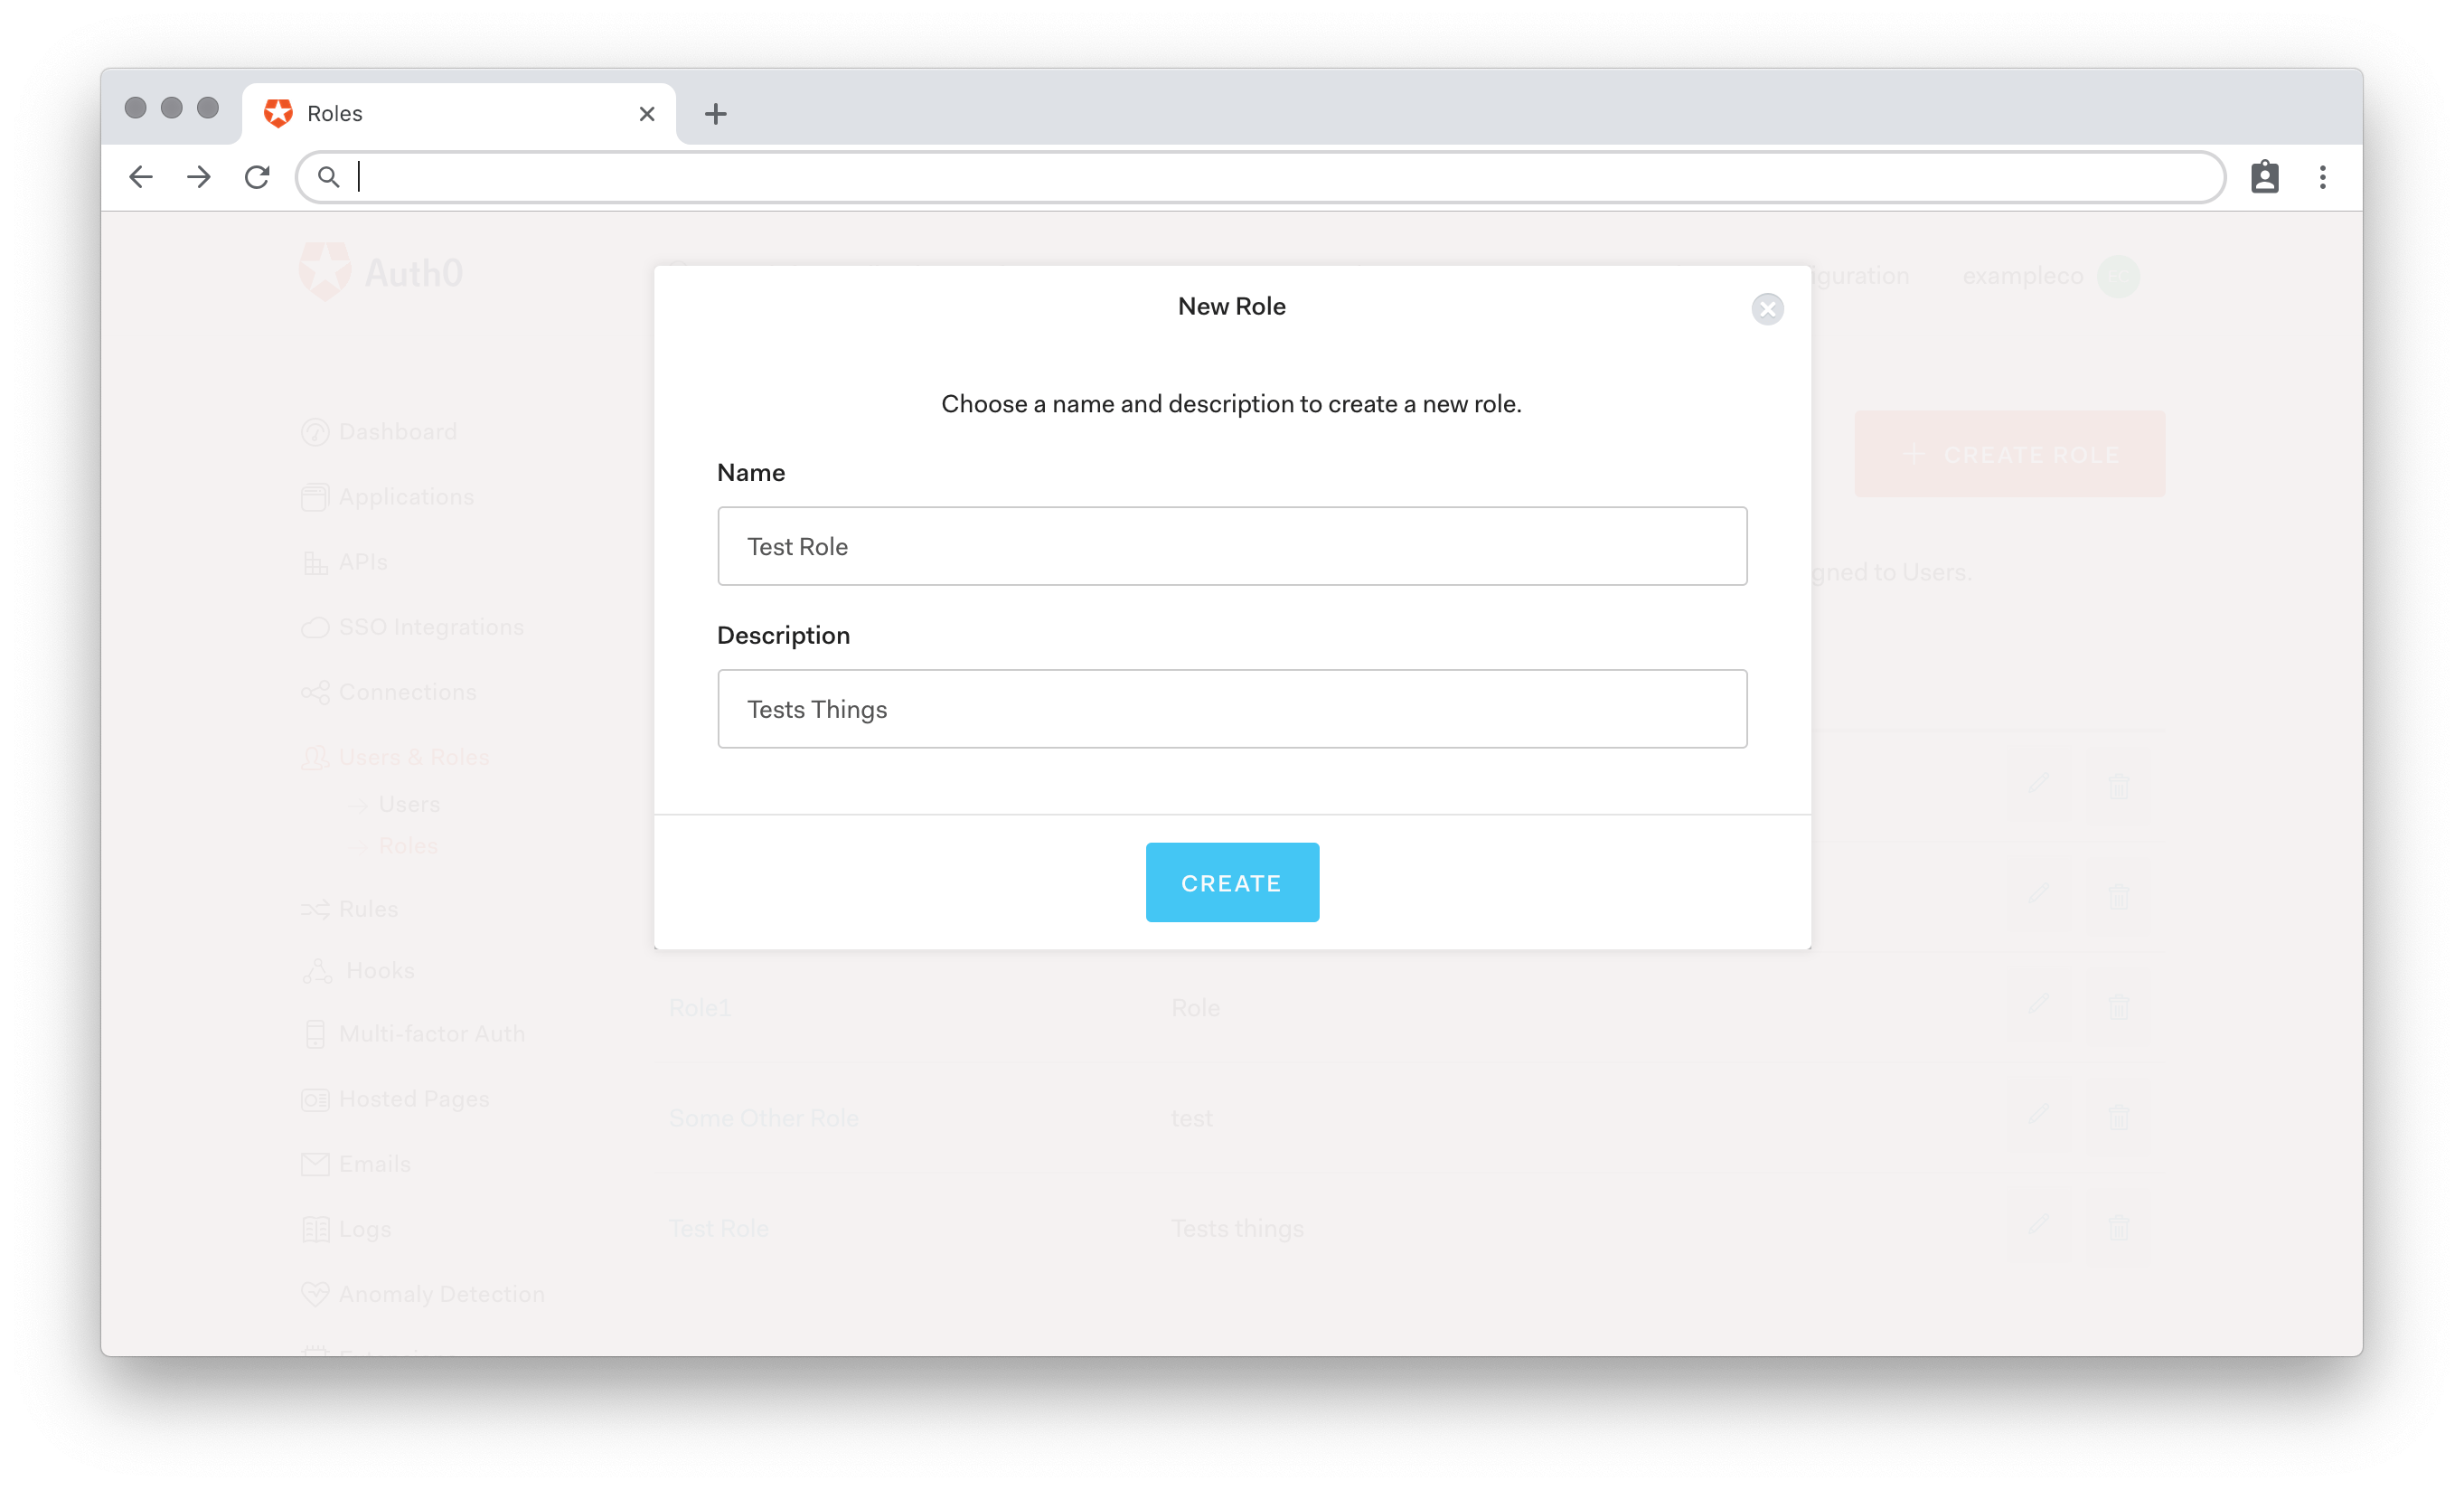 Roles
Auth0
iguration
exampleco
New Role
Choose a name and description to create a new role.
Name
Test Role
Description
Tests Things
CREATE
Dashboard
Applications
APIs
SSO Integrations
Connections
Users & Roles
Users
Roles
Rules
Hooks
Multi-factor Auth
Hosted Pages
Emails
Logs
Anomaly Detection
+ CREATE ROLE
gned to Users.
Role1 Role
Some Other Role test
Test Role Tests things